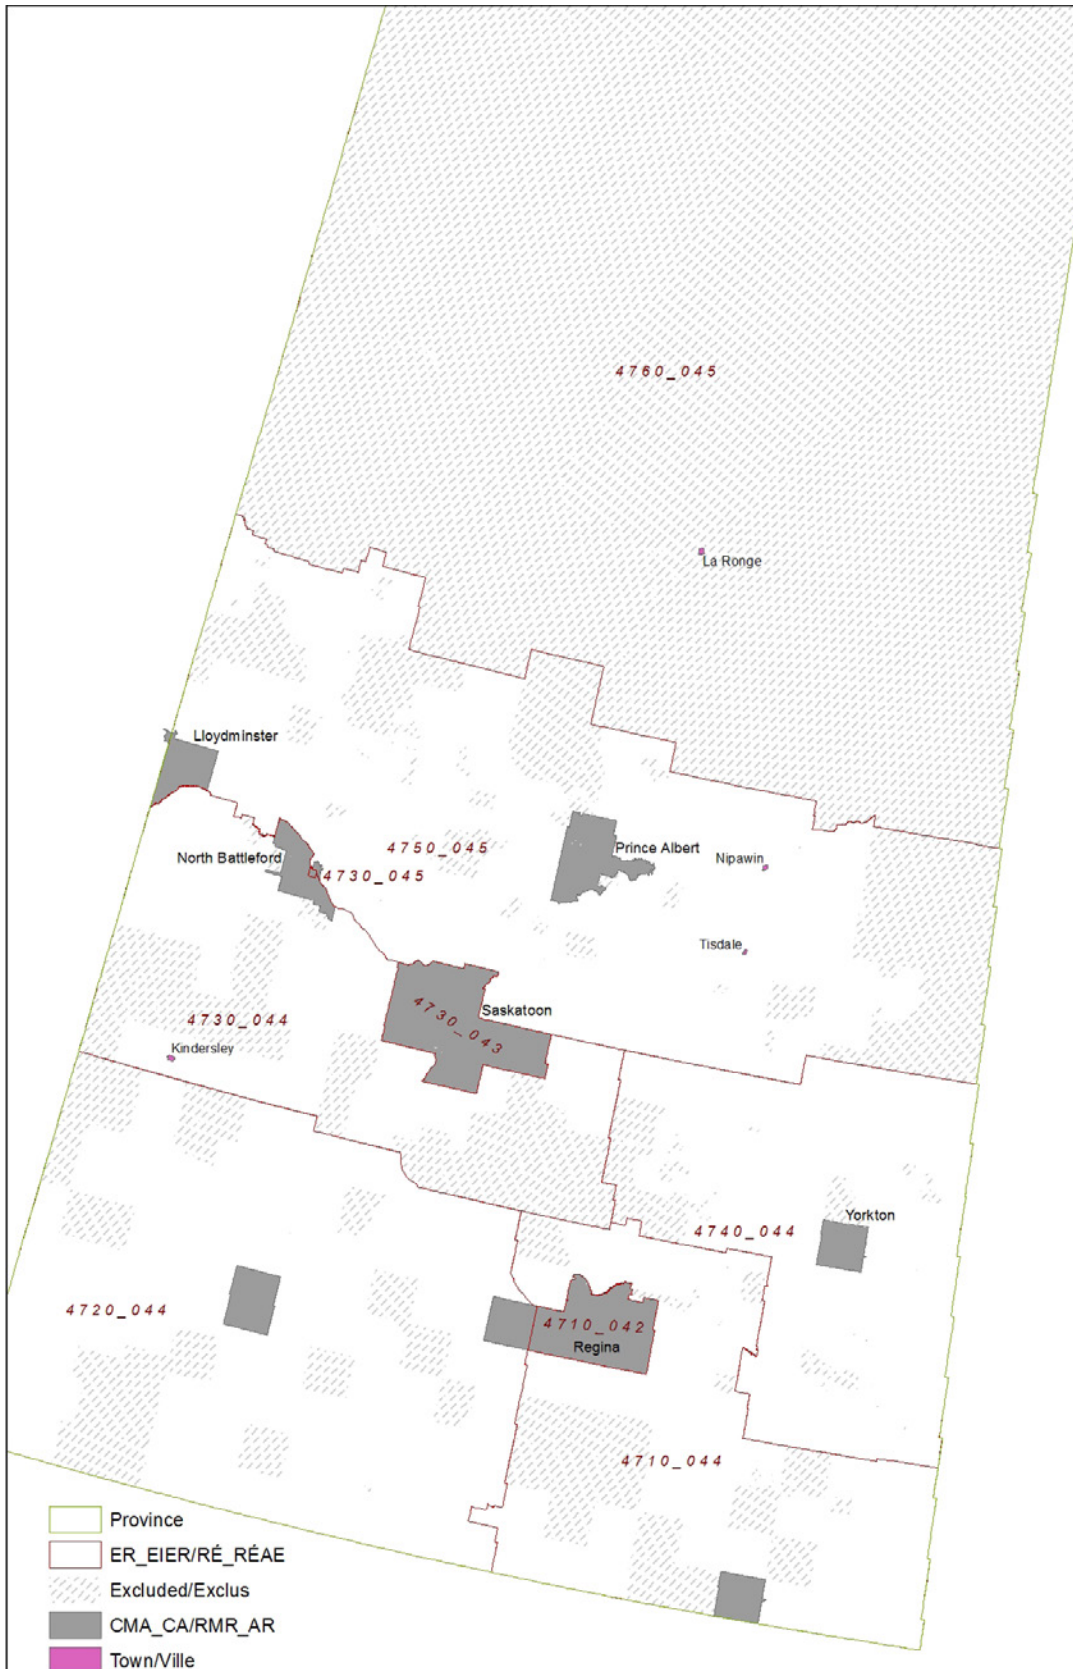 4760_045
La Ronge
Lloydminster
North Battleford
4750_045
4730_045
Prince Albert
Nipawin
Tisdale
Saskatoon
4730_043
4730_044
Kindersley
Yorkton
4740_044
4720_044
4710_042
Regina
4710_044
Province
ER_EIER/RÉ_RÉAE
Excluded/Exclus
CMA_CA/RMR_AR
Town/Ville